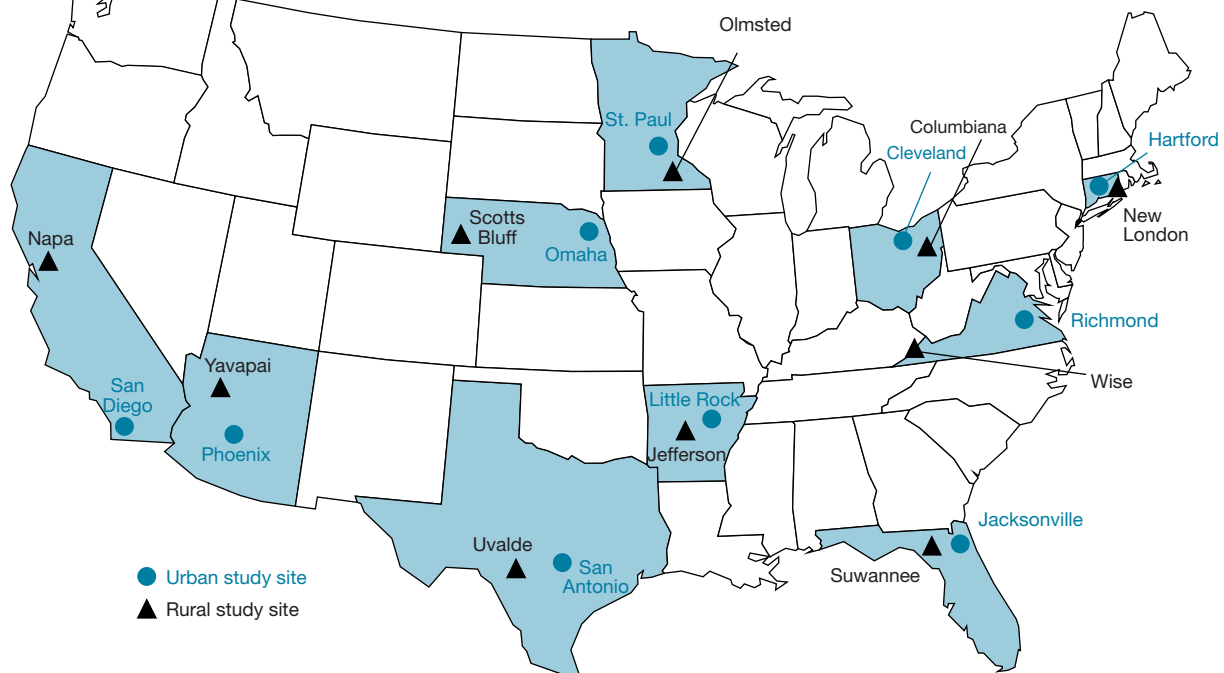 Olmsted
St. Paul
Columbiana
Cleveland
Hartford
New
London
Scotts
Bluff
Omaha
Napa
Richmond
Yavapai
Wise
San
Diego
Little Rock
Phoenix
Jefferson
Jacksonville
Uvalde
San
Antonio
Suwannee
Urban study site
Rural study site